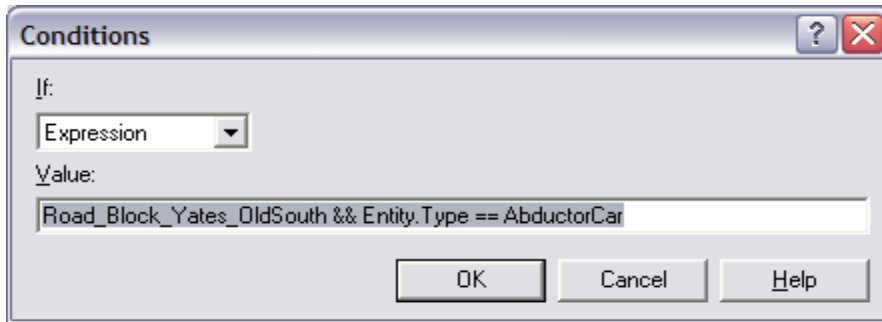 Conditions
If:
Expression
Value:
Road_Block_Yates_OldSouth && Entity.Type == AbductorCar
OK Cancel Help